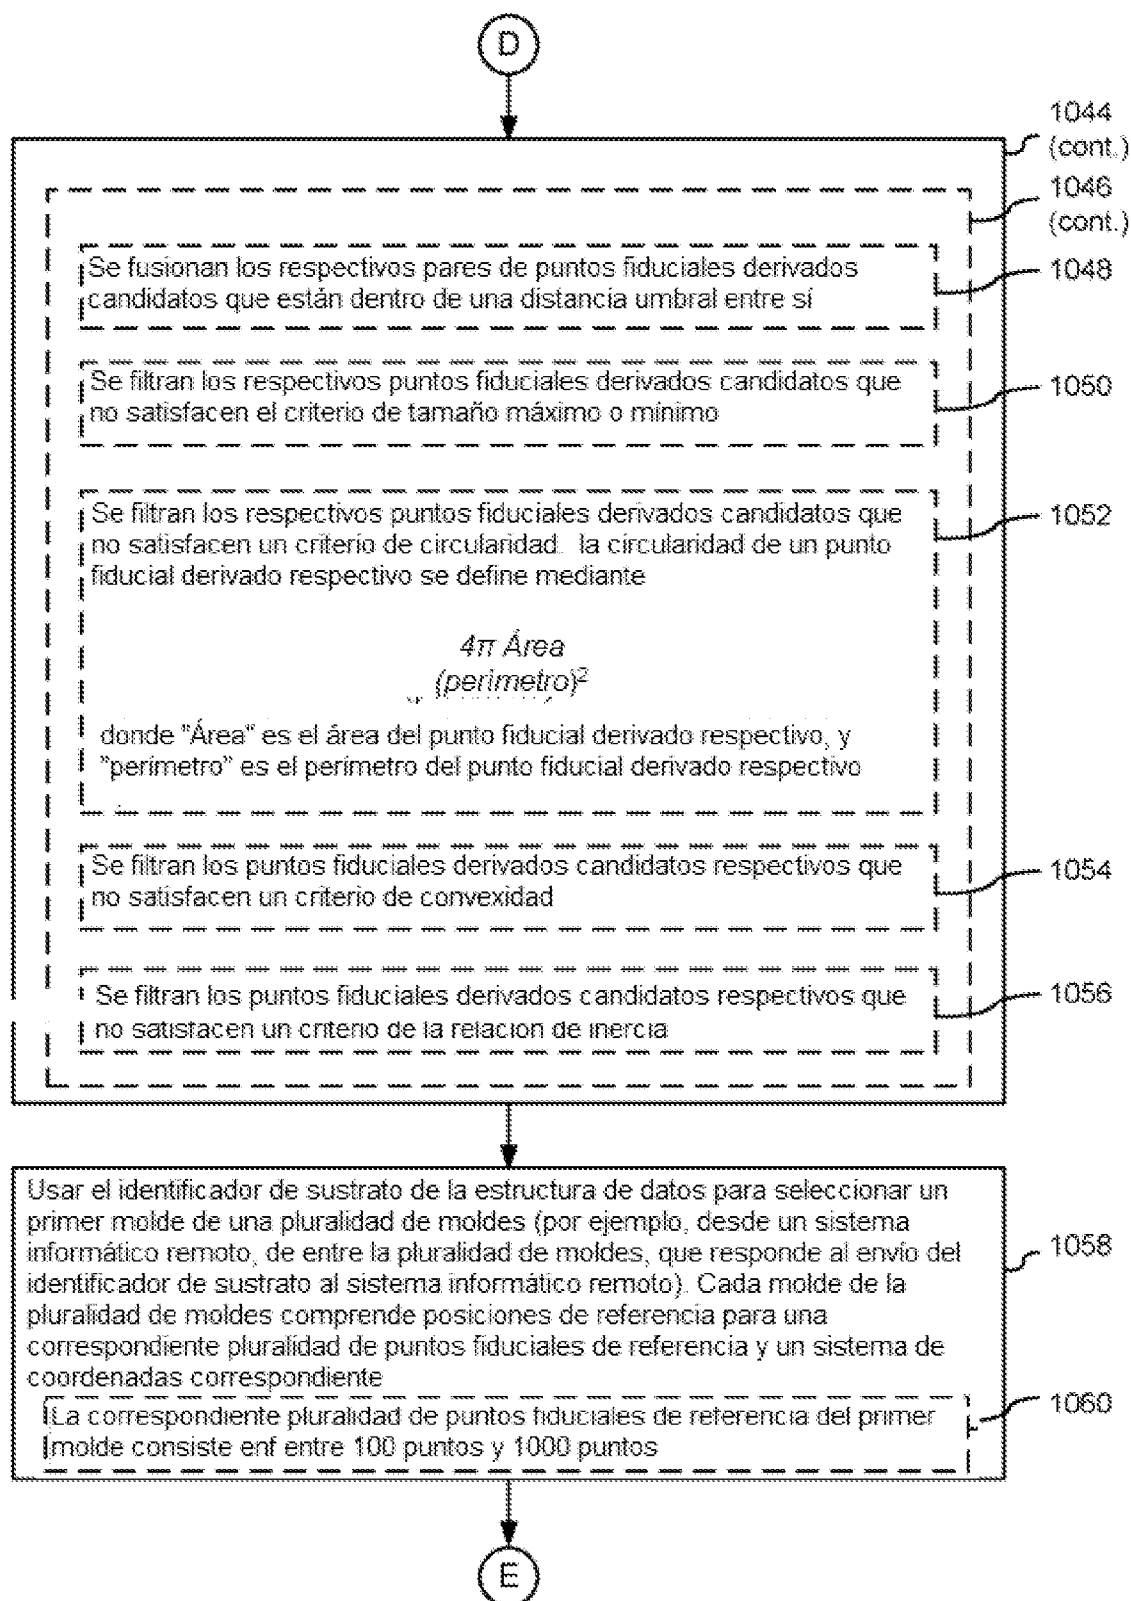 D
1044
(cont.)
1046
(cont.)
Se fusionan los respectivos pares de puntos fiduciales derivados
candidatos que están dentro de una distancia umbral entre sí
1048
Se filtran los respectivos puntos fiduciales derivados candidatos que
no satisfacen el criterio de tamaño máximo o mínimo
1050
Se filtran los respectivos puntos fiduciales derivados candidatos que
no satisfacen un criterio de circularidad. la circularidad de un punto
fiducial derivado respectivo se define mediante
1052
4π Área
(perímetro)²
donde "Área" es el área del punto fiducial derivado respectivo, y
"perímetro" es el perímetro del punto fiducial derivado respectivo
Se filtran los puntos fiduciales derivados candidatos respectivos que
no satisfacen un criterio de convexidad
1054
Se filtran los puntos fiduciales derivados candidatos respectivos que
no satisfacen un criterio de la relación de inercia
1056
Usar el identificador de sustrato de la estructura de datos para seleccionar un
primer molde de una pluralidad de moldes (por ejemplo, desde un sistema
informático remoto, de entre la pluralidad de moldes, que responde al envío del
identificador de sustrato al sistema informático remoto). Cada molde de la
pluralidad de moldes comprende posiciones de referencia para una
correspondiente pluralidad de puntos fiduciales de referencia y un sistema de
coordenadas correspondiente
1058
La correspondiente pluralidad de puntos fiduciales de referencia del primer
molde consiste enf entre 100 puntos y 1000 puntos
1060
E